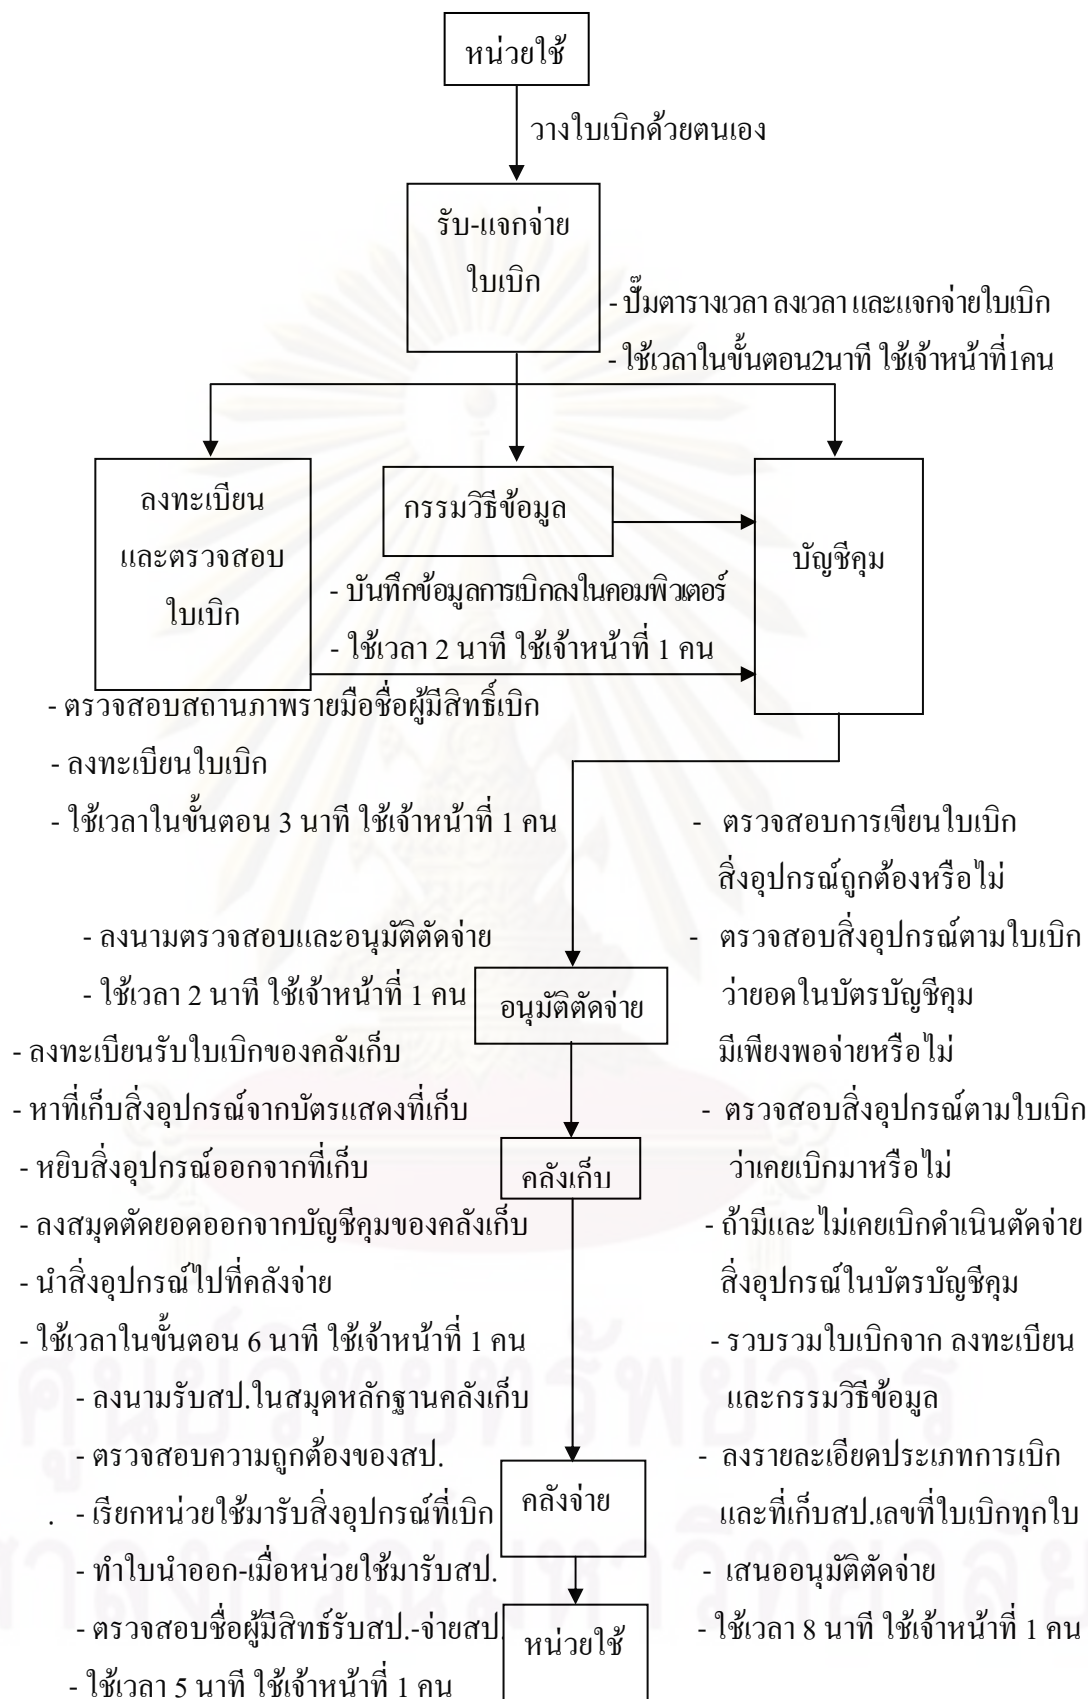 หน่วยใช้
วางใบเบิกด้วยตนเอง
รับ-แจกจ่าย
ใบเบิก
- ปั๊มตารางเวลา ลงเวลา และแจกจ่ายใบเบิก
- ใช้เวลาในขั้นตอน2นาที ใช้เจ้าหน้าที่1คน
ลงทะเบียน
และตรวจสอบ
ใบเบิก
กรรมวิธีข้อมูล
- บันทึกข้อมูลการเบิกลงในคอมพิวเตอร์
- ใช้เวลา 2 นาที ใช้เจ้าหน้าที่ 1 คน
บัญชีคุม
- ตรวจสอบสถานภาพรายมือชื่อผู้มีสิทธิ์เบิก
- ลงทะเบียนใบเบิก
- ใช้เวลาในขั้นตอน 3 นาที ใช้เจ้าหน้าที่ 1 คน
- ตรวจสอบการเขียนใบเบิก
สิ่งอุปกรณ์ถูกต้องหรือไม่
- ตรวจสอบสิ่งอุปกรณ์ตามใบเบิก
ว่ายอดในบัตรบัญชีคุม
มีเพียงพอจ่ายหรือไม่
- ตรวจสอบสิ่งอุปกรณ์ตามใบเบิก
ว่าเคยเบิกมาหรือไม่
- ถ้ามีและไม่เคยเบิกดำเนินตัดจ่าย
สิ่งอุปกรณ์ในบัตรบัญชีคุม
- รวบรวมใบเบิกจาก ลงทะเบียน
และกรรมวิธีข้อมูล
- ลงรายละเอียดประเภทการเบิก
และที่เก็บสป.เลขที่ใบเบิกทุกใบ
- เสนออนุมัติตัดจ่าย
- ใช้เวลา 8 นาที ใช้เจ้าหน้าที่ 1 คน
- ลงนามตรวจสอบและอนุมัติตัดจ่าย
- ใช้เวลา 2 นาที ใช้เจ้าหน้าที่ 1 คน
อนุมัติตัดจ่าย
- ลงทะเบียนรับใบเบิกของคลังเก็บ
- หาที่เก็บสิ่งอุปกรณ์จากบัตรแสดงที่เก็บ
- หยิบสิ่งอุปกรณ์ออกจากที่เก็บ
- ลงสมุดตัดยอดออกจากบัญชีคุมของคลังเก็บ
- นำสิ่งอุปกรณ์ไปที่คลังจ่าย
- ใช้เวลาในขั้นตอน 6 นาที ใช้เจ้าหน้าที่ 1 คน
คลังเก็บ
- ลงนามรับสป.ในสมุดหลักฐานคลังเก็บ
- ตรวจสอบความถูกต้องของสป.
. - เรียกหน่วยใช้มารับสิ่งอุปกรณ์ที่เบิก
- ทำใบนำออก-เมื่อหน่วยใช้มารับสป.
- ตรวจสอบชื่อผู้มีสิทธ์รับสป.-จ่ายสป.
- ใช้เวลา 5 นาที ใช้เจ้าหน้าที่ 1 คน
คลังจ่าย
หน่วยใช้
ศูนย์วิทยทรัพยากร